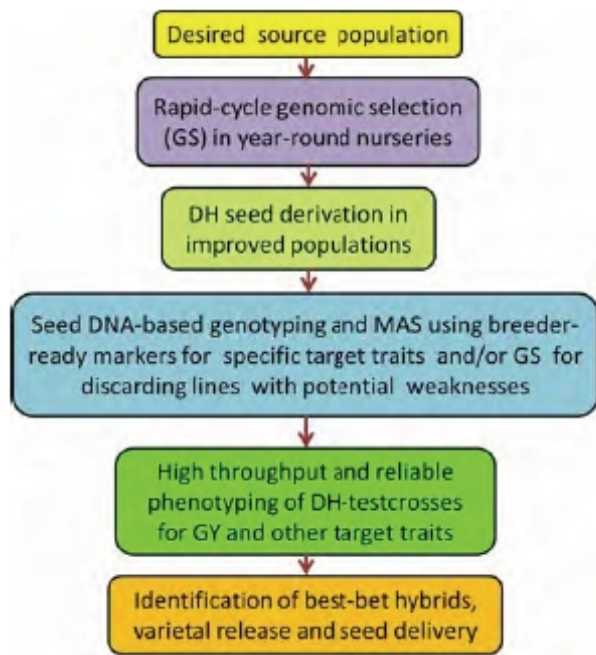 Desired source population
Rapid-cycle genomic selection
(GS) in year-round nurseries
DH seed derivation in
improved populations
Seed DNA-based genotyping and MAS using breeder-
ready markers for specific target traits and/or GS for
discarding lines with potential weaknesses
High throughput and reliable
phenotyping of DH-testcrosses
for GY and other target traits
Identification of best-bet hybrids,
varietal release and seed delivery